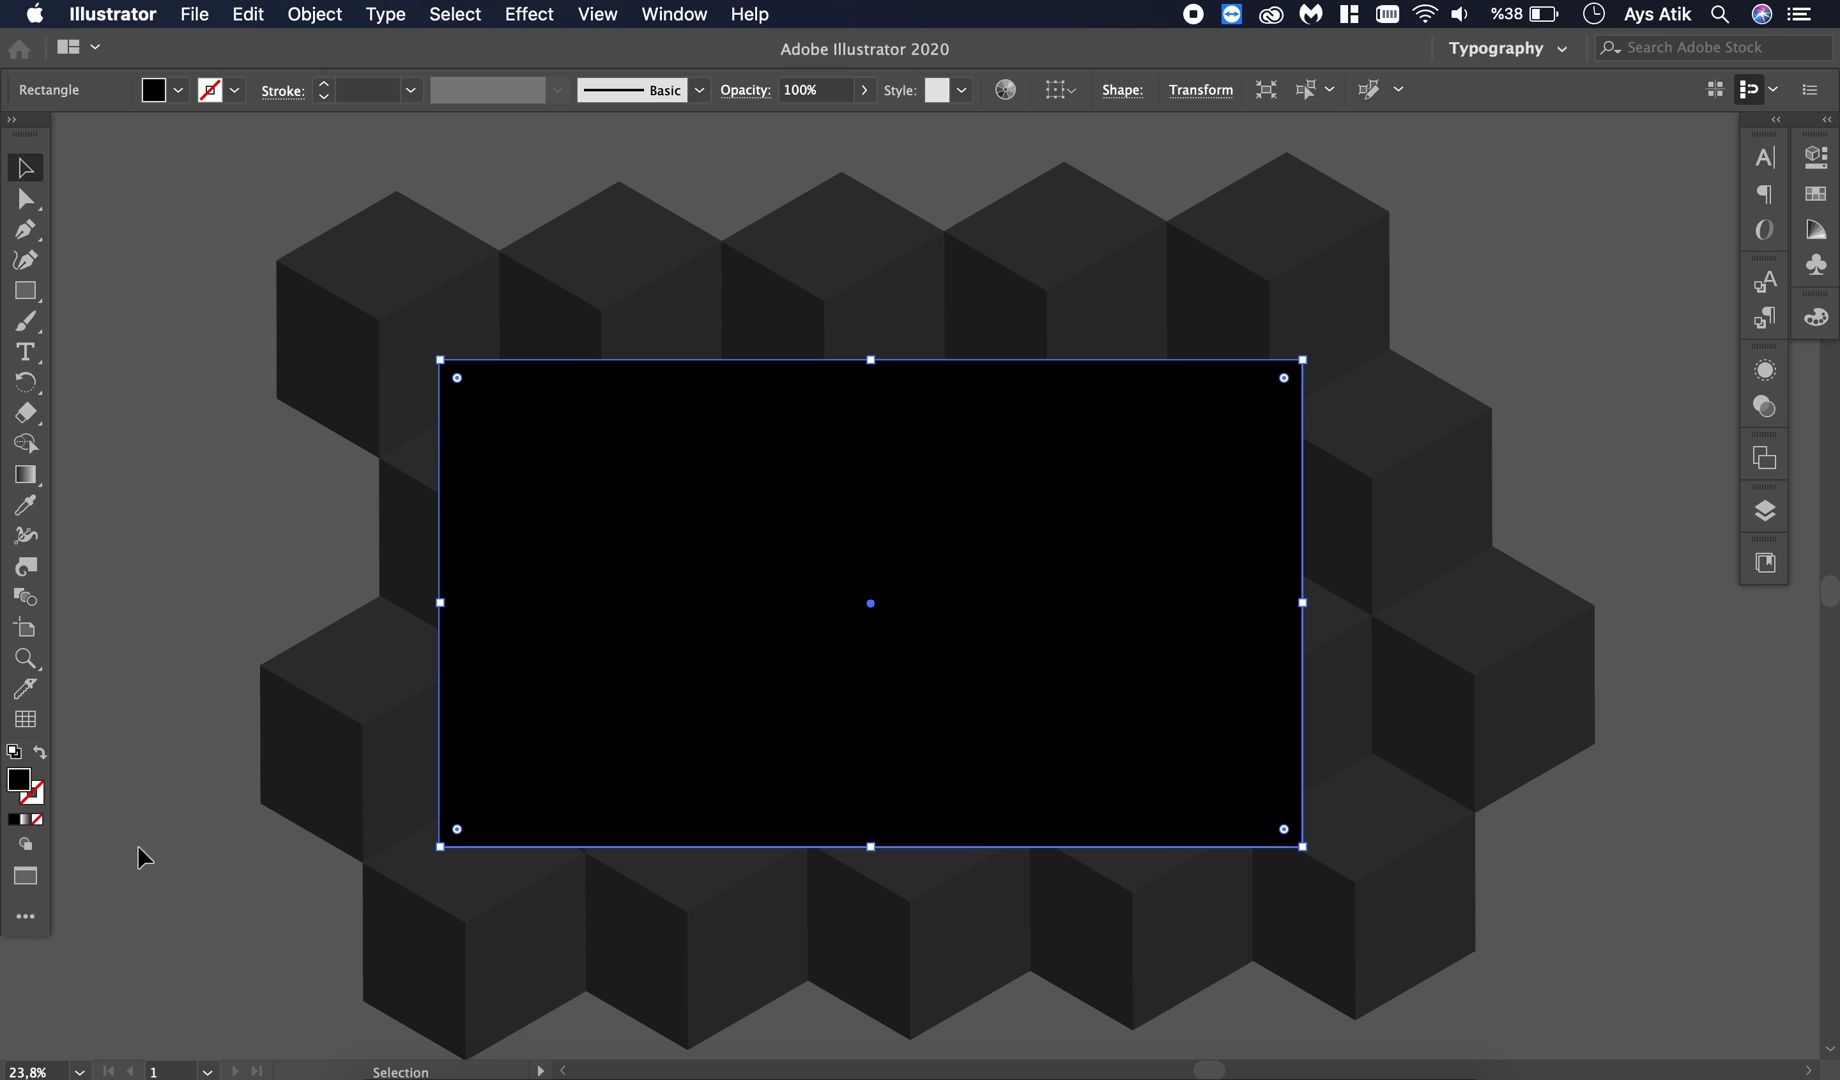 Illustrator File Edit Object Type Select Effect View Window Help %38 Ays Atik
Adobe Illustrator 2020 Typography Search Adobe Stock
Rectangle Stroke: Basic Opacity: 100% Style: Shape: Transform
23,8% 1 Selection